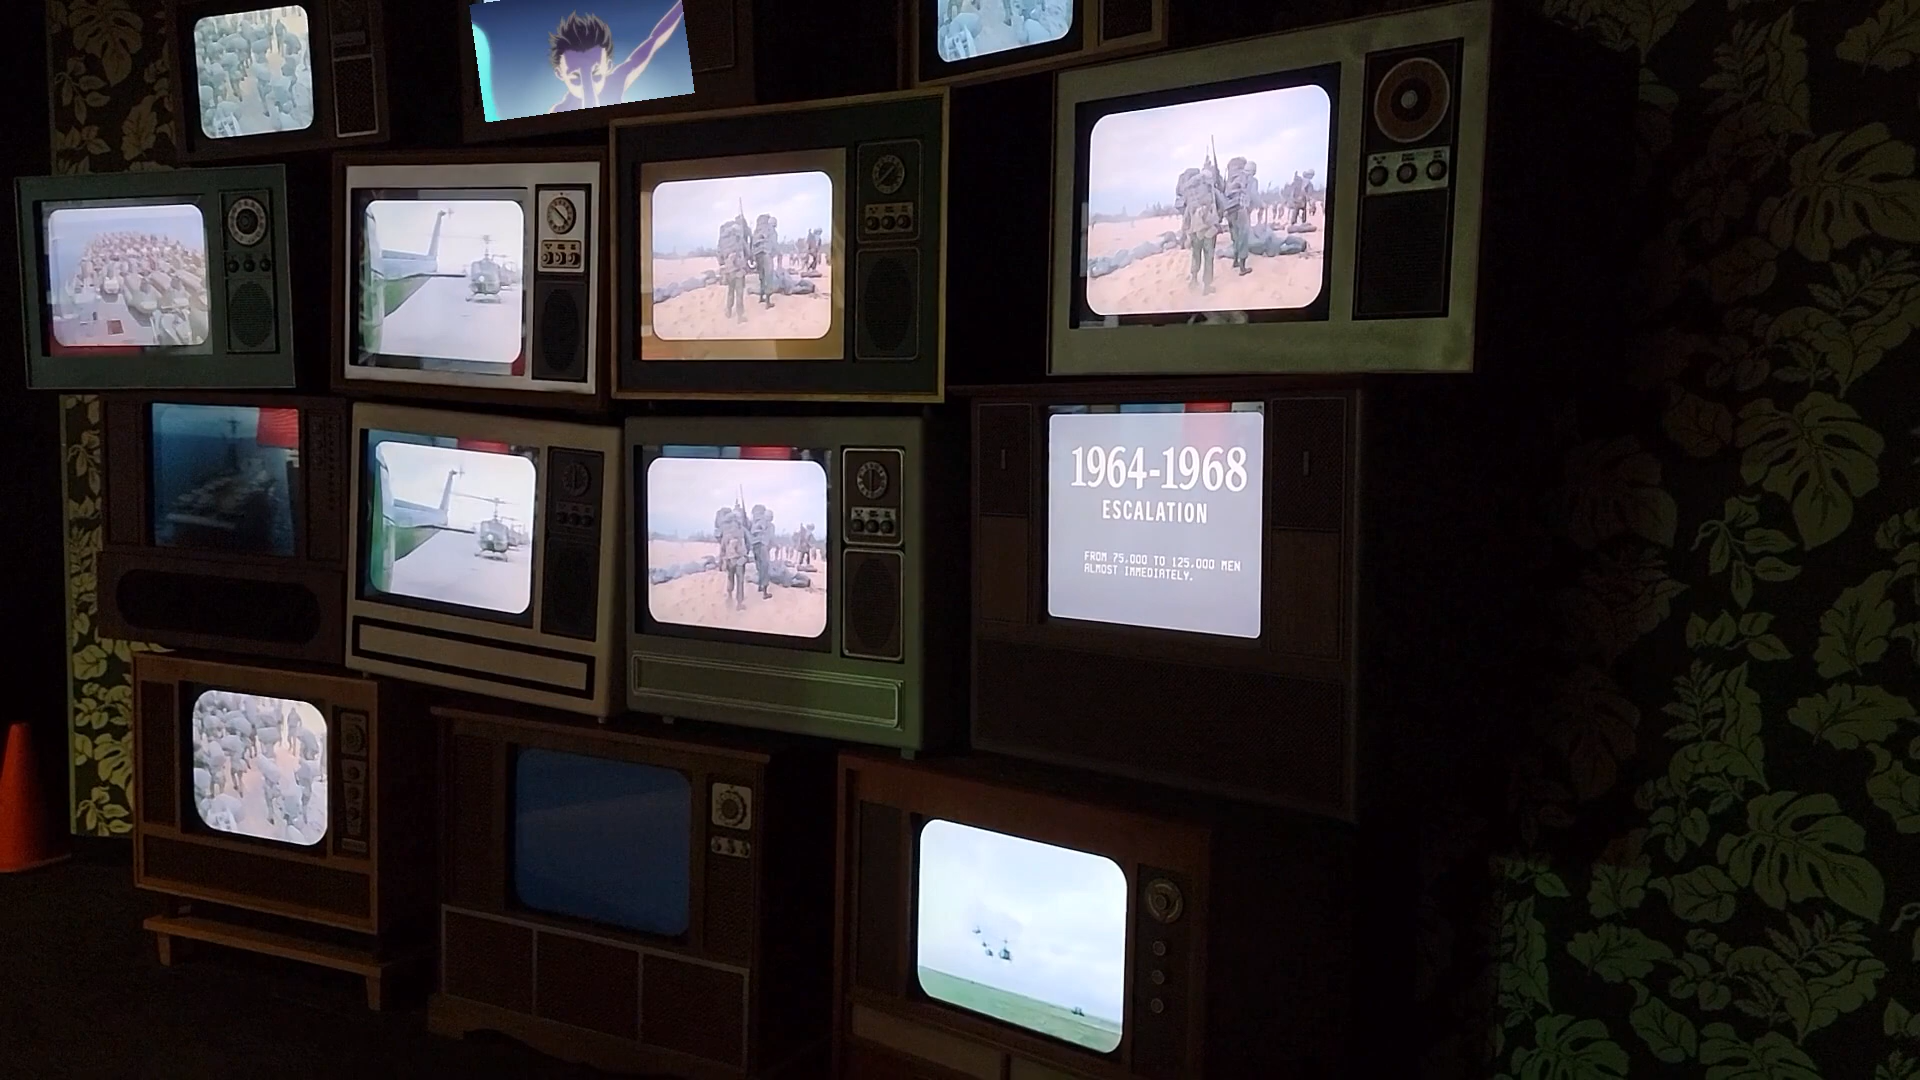 1964-1968
ESCALATION
FROM 75,000 TO 125,000 MEN
ALMOST IMMEDIATELY.